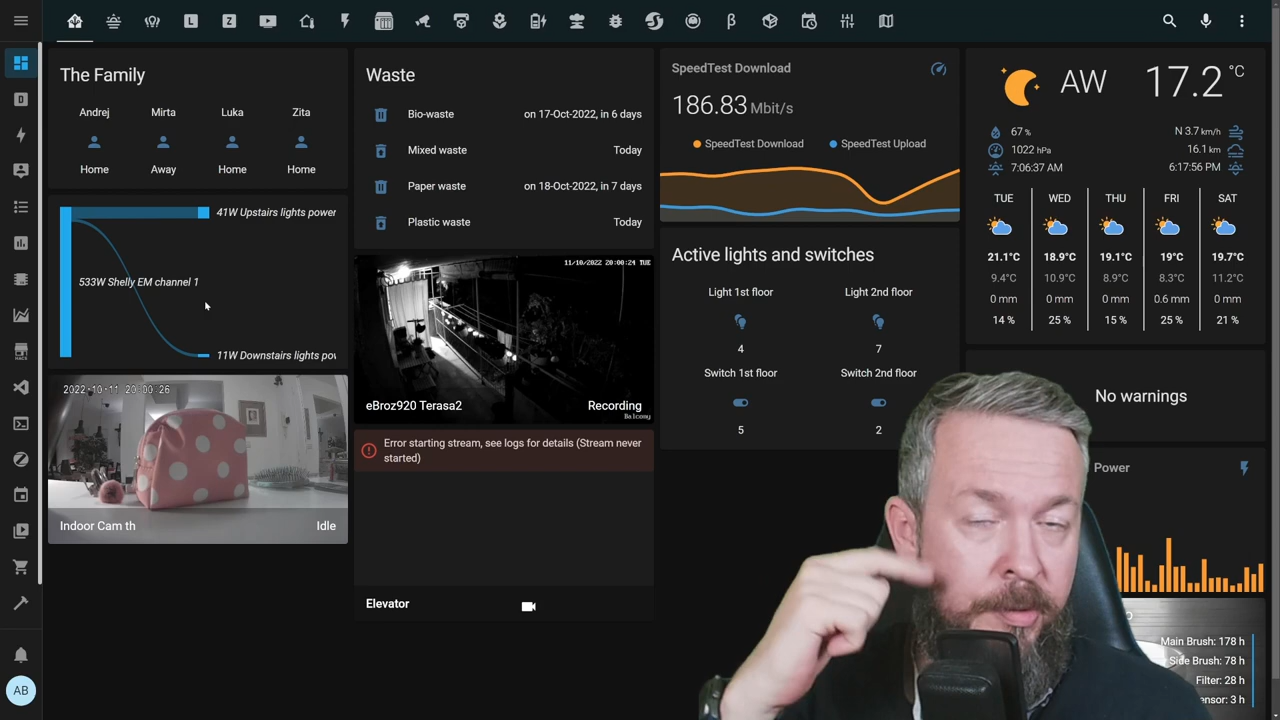 L
Z
β
The Family
Andrej Mirta Luka Zita
Home Away Home Home
41W Upstairs lights power
533W Shelly EM channel 1
11W Downstairs lights
2022-10-11 20:00:26
Indoor Cam th Idle
Waste
Bio-waste on 17-Oct-2022, in 6 days
Mixed waste Today
Paper waste on 18-Oct-2022, in 7 days
Plastic waste Today
11/10/2022 20:00:24 TUE
eBroz920 Terasa2 Recording
Balcony
Error starting stream, see logs for details (Stream never
started)
Elevator
SpeedTest Download
186.83 Mbit/s
SpeedTest Download SpeedTest Upload
Active lights and switches
Light 1st floor Light 2nd floor
4 7
Switch 1st floor Switch 2nd floor
5 2
AW 17.2 °C
67 % N 3.7 km/h
1022 hPa 16.1 km
7:06:37 AM 6:17:56 PM
TUE WED THU FRI SAT
21.1°C 18.9°C 19.1°C 19°C 19.7°C
9.4°C 10.9°C 8.9°C 8.3°C 11.2°C
0 mm 0 mm 0 mm 0.6 mm 0 mm
14 % 25 % 15 % 25 % 21 %
No warnings
Power
Main Brush: 178 h
Side Brush: 78 h
Filter: 28 h
3 h
AB